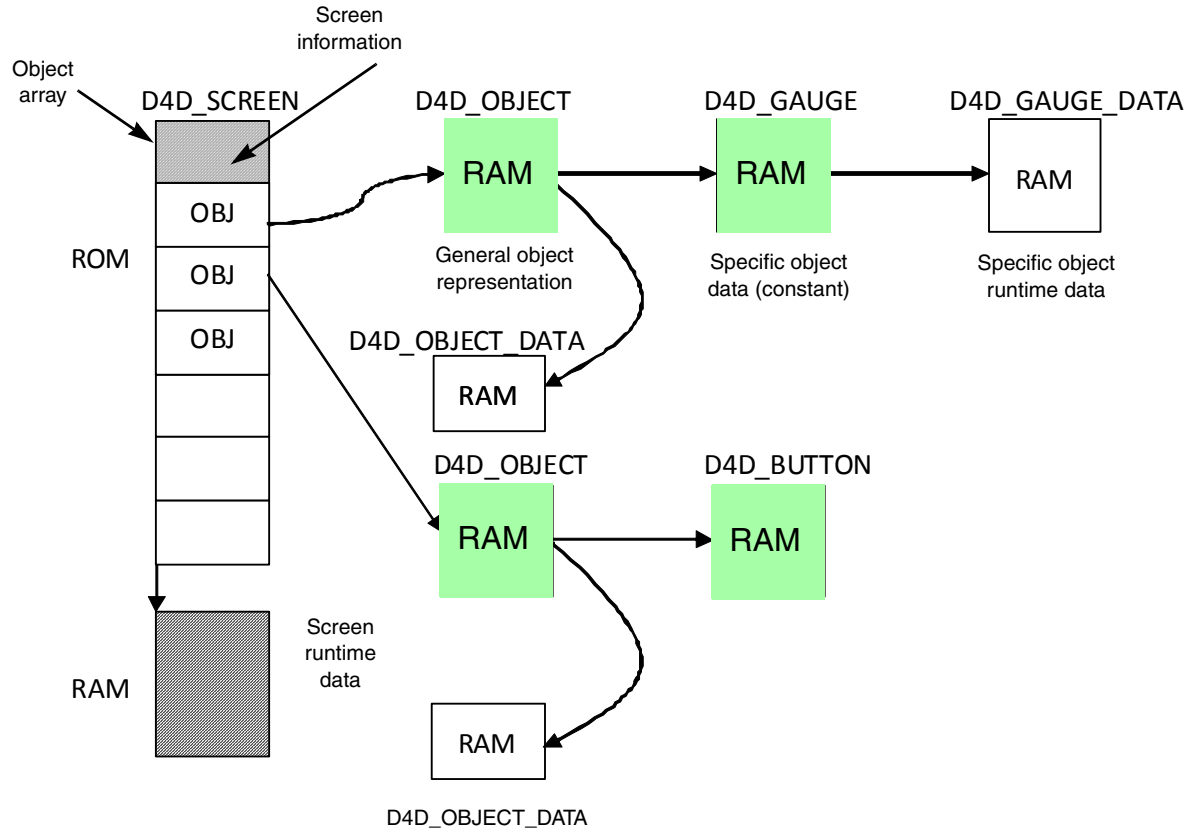 Screen
information
Object
array
D4D_SCREEN
D4D_OBJECT
D4D_GAUGE
D4D_GAUGE_DATA
RAM
RAM
RAM
OBJ
ROM
General object
representation
Specific object
data (constant)
Specific object
runtime data
OBJ
OBJ
D4D_OBJECT_DATA
RAM
D4D_OBJECT
D4D_BUTTON
RAM
RAM
Screen
runtime
data
RAM
RAM
D4D_OBJECT_DATA